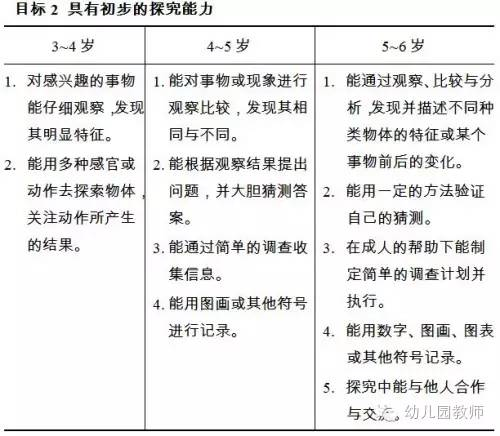 目标 2 具有初步的探究能力
3~4 岁
4~5 岁
5~6 岁
1. 对感兴趣的事物
能仔细观察，发现
其明显特征。
2. 能用多种感官或
动作去探索物体，
关注动作所产生
的结果。
1. 能对事物或现象进行
观察比较，发现其相
同与不同。
2. 能根据观察结果提出
问题，并大胆猜测答
案。
3. 能通过简单的调查收
集信息。
4. 能用图画或其他符号
进行记录。
1. 能通过观察、比较与分
析，发现并描述不同种
类物体的特征或某个
事物前后的变化。
2. 能用一定的方法验证
自己的猜测。
3. 在成人的帮助下能制
定简单的调查计划并
执行。
4. 能用数字、图画、图表
或其他符号记录。
5. 探究中能与他人合作
与交流。
幼儿园教师